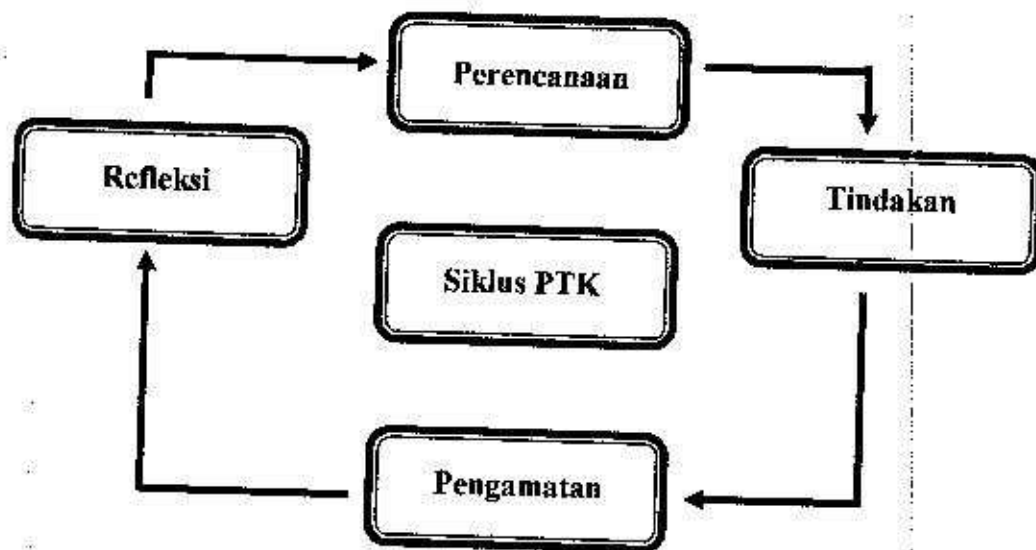 Perencanaan
Refleksi
Tindakan
Siklus PTK
Pengamatan